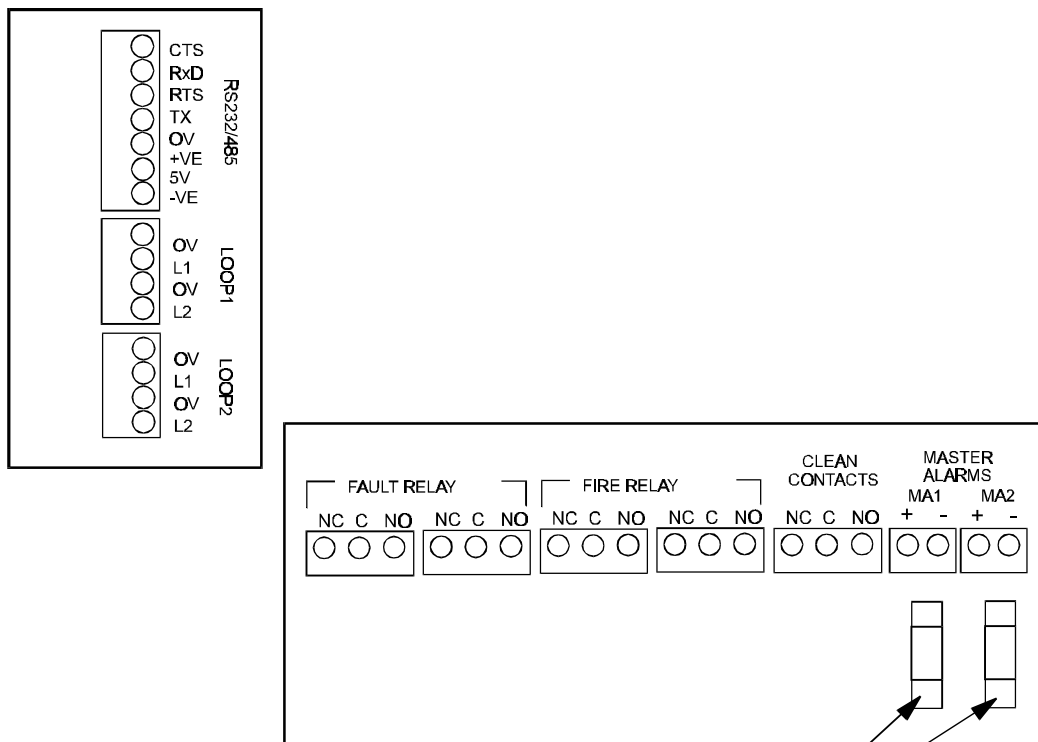 CTS
RxD
RTS
TX
OV
+VE
5V
-VE
RS232/485
OV
L1
OV
L2
LOOP1
OV
L1
OV
L2
LOOP2
FAULT RELAY
NC C NO
NC C NO
FIRE RELAY
NC C NO
NC C NO
CLEAN
CONTACTS
NC C NO
MASTER
ALARMS
MA1 MA2
+ - + -